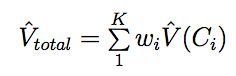 V̂_total = ∑_1^K w_i V̂(C_i)